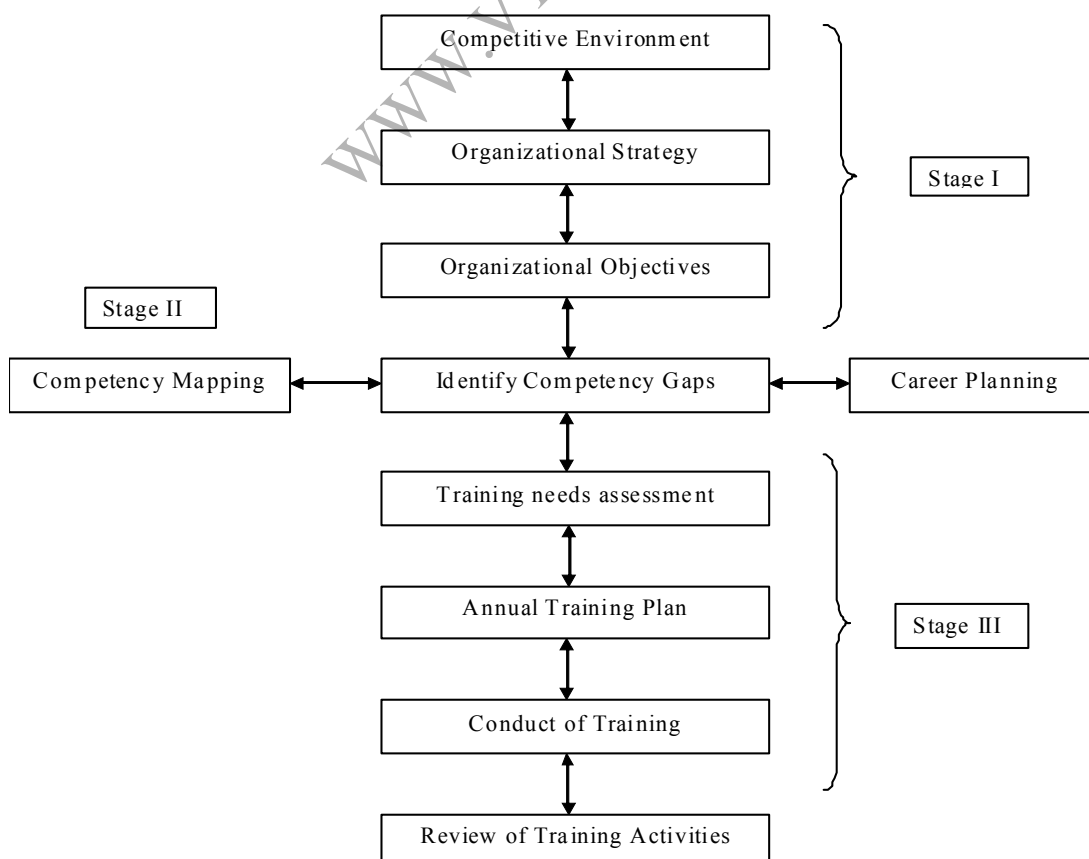 www.v
Competitive Environment
Organizational Strategy
Stage I
Organizational Objectives
Stage II
Competency Mapping
Identify Competency Gaps
Career Planning
Training needs assessment
Annual Training Plan
Stage III
Conduct of Training
Review of Training Activities